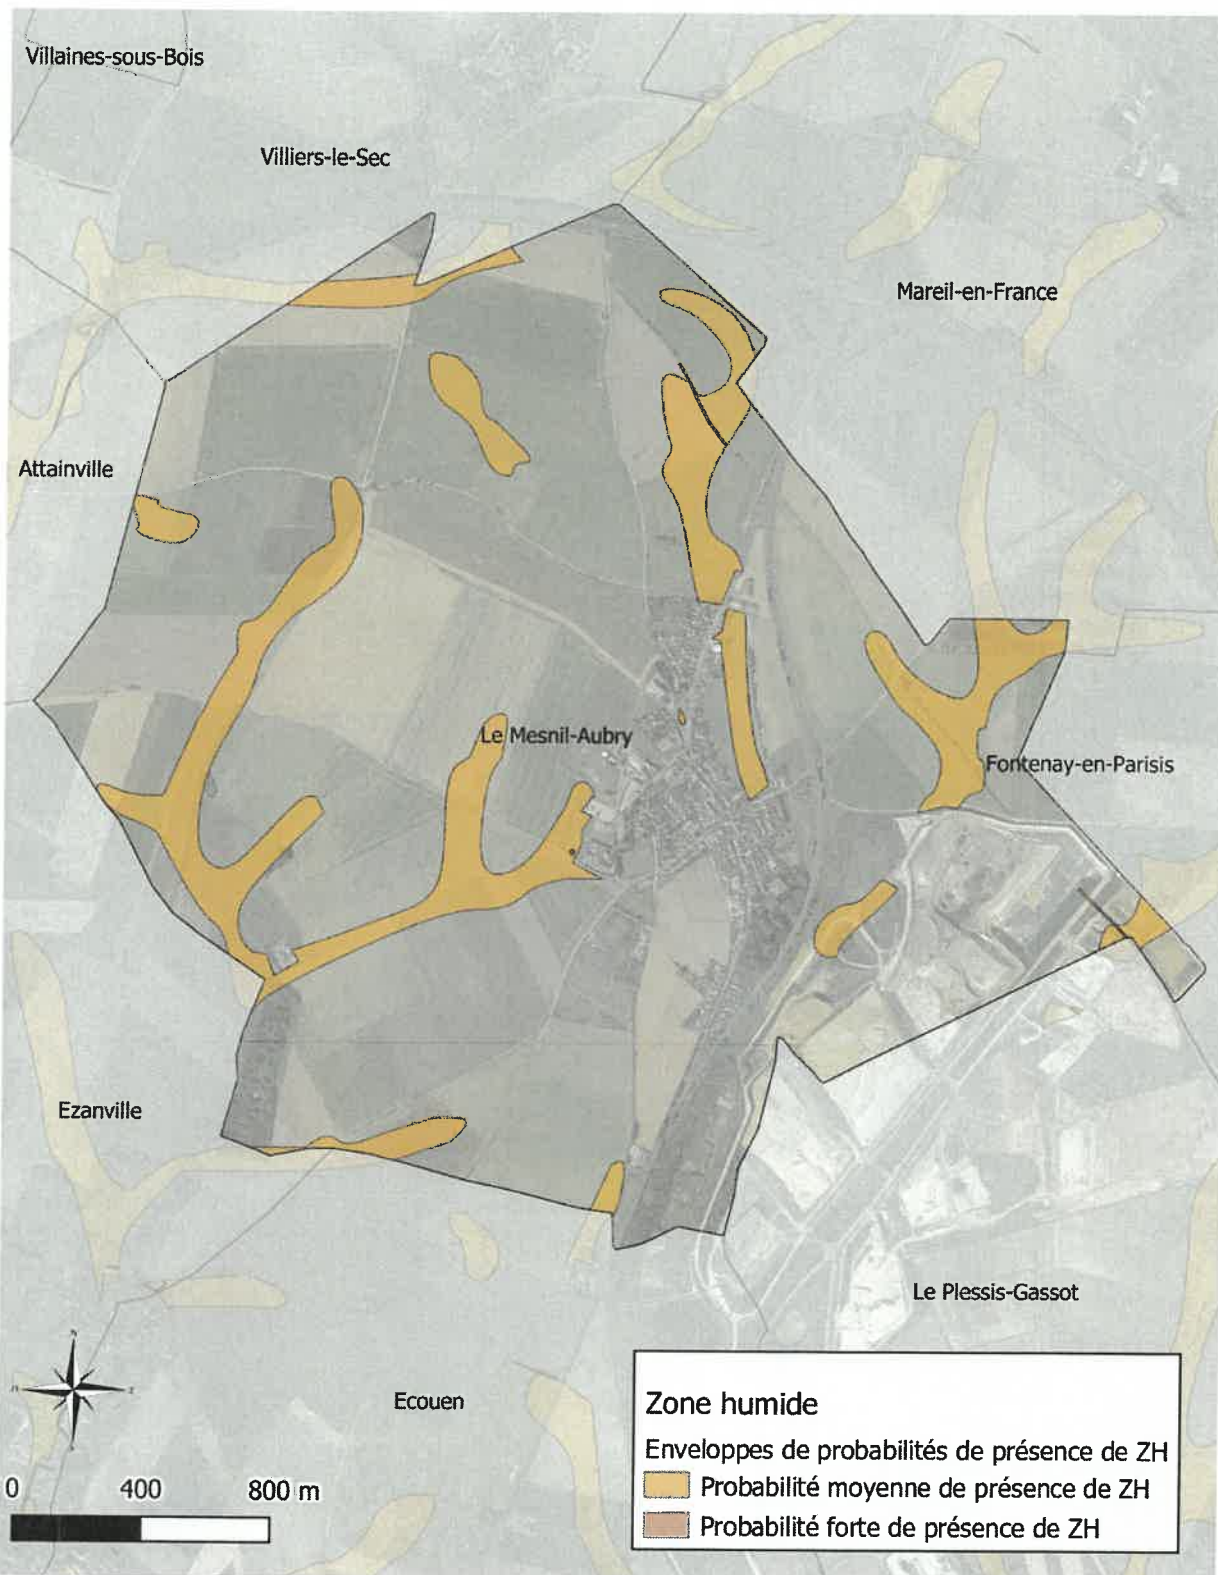 Villaines-sous-Bois
Villiers-le-Sec
Mareil-en-France
Attainville
Le Mesnil-Aubry
Fontenay-en-Parisis
Ezanville
Le Plessis-Gassot
Ecouen
N
0 400 800 m
Zone humide
Enveloppes de probabilités de présence de ZH
Probabilité moyenne de présence de ZH
Probabilité forte de présence de ZH